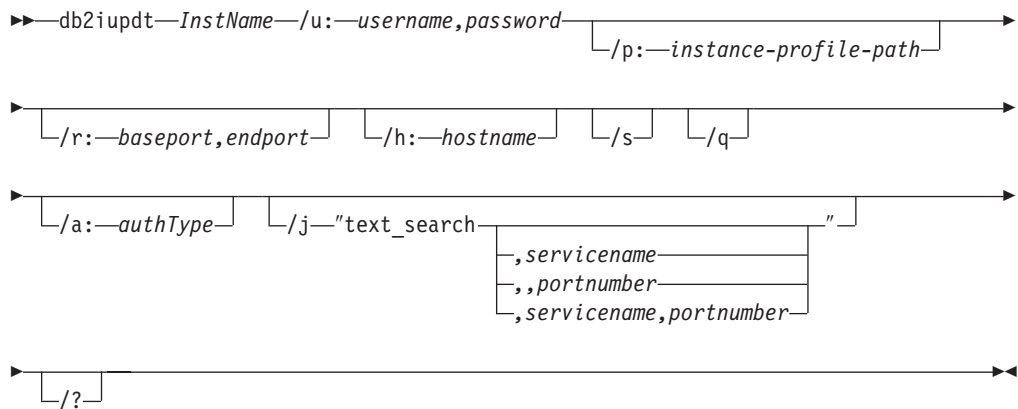 db2iupdt InstName /u: username,password
/p: instance-profile-path
/r: baseport,endport /h: hostname /s /q
/a: authType /j "text_search "
,servicename
,,portnumber
,servicename,portnumber
/?